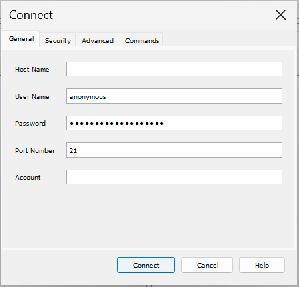 Connect
General Security Advanced Commands
Host Name
User Name anonymous
Password ●●●●●●●●●●●●●●●●●●●
Port Number 21
Account
Connect Cancel Help